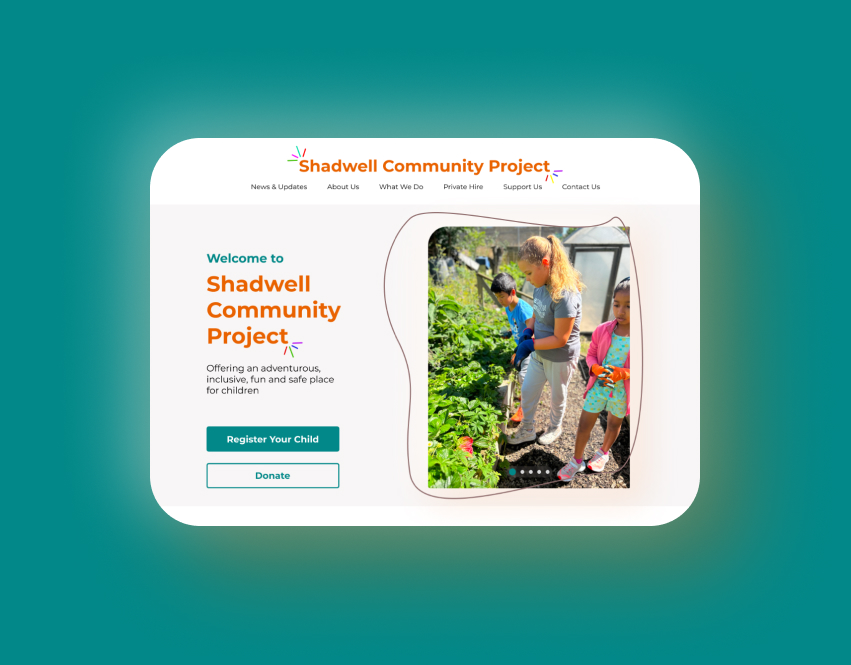 Shadwell Community Project
News & Updates About Us What We Do Private Hire Support Us Contact Us
Welcome to
Shadwell
Community
Project
Offering an adventurous,
inclusive, fun and safe place
for children
Register Your Child
Donate